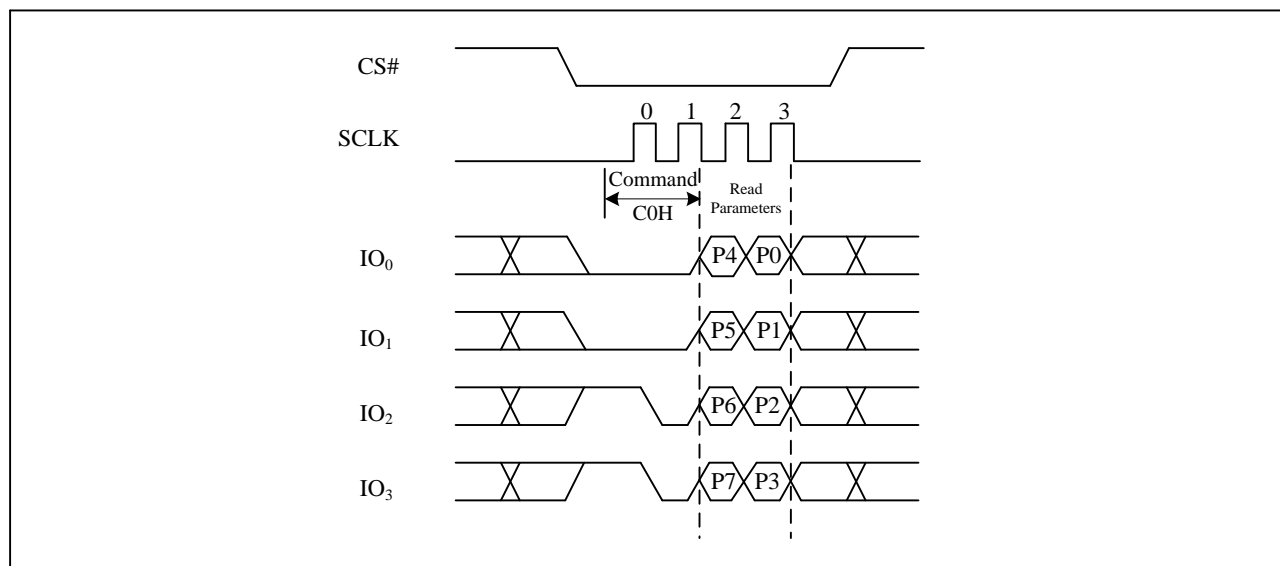 CS#
0 1 2 3
SCLK
Command
C0H
Read
Parameters
IO₀ P4 P0
IO₁ P5 P1
IO₂ P6 P2
IO₃ P7 P3